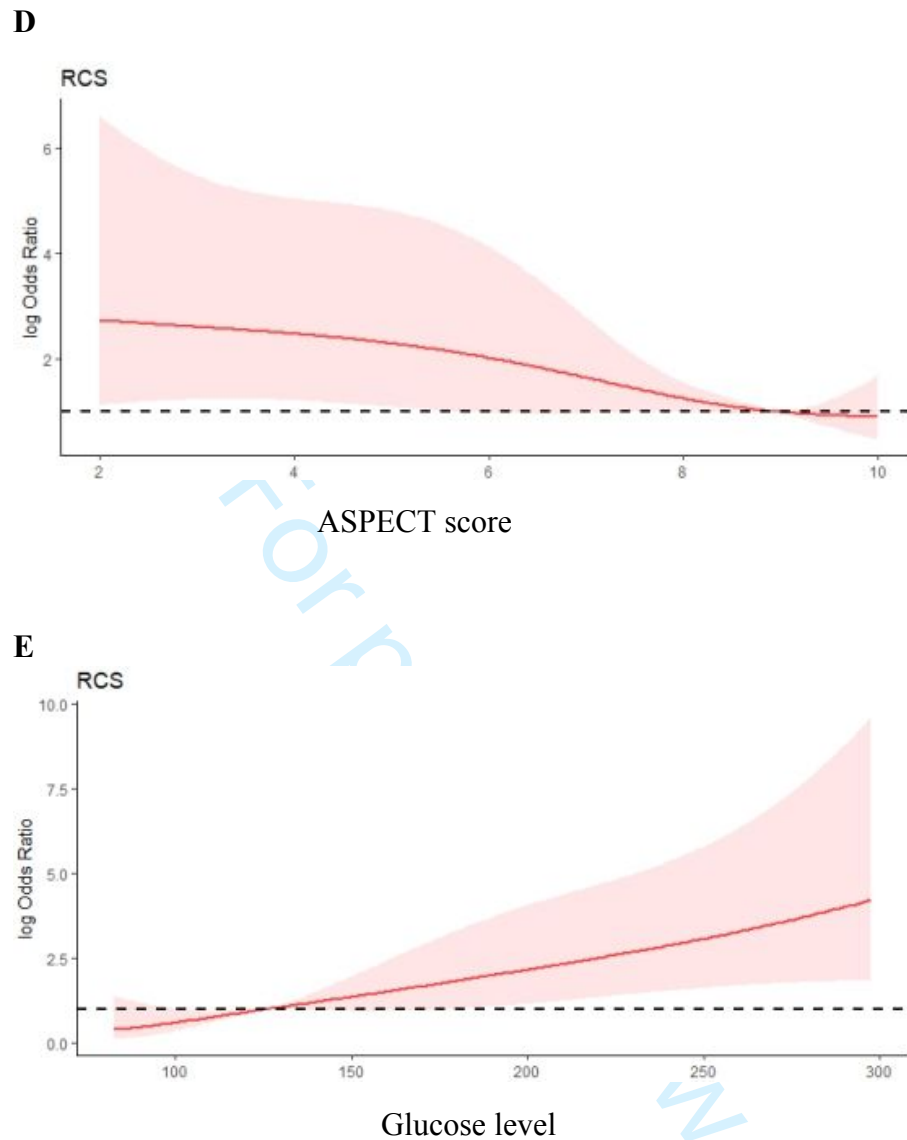 D
RCS
6
4
2
log Odds Ratio
2 4 6 8 10
ASPECT score
For r
E
RCS
10.0
7.5
5.0
2.5
0.0
log Odds Ratio
100 150 200 250 300
Glucose level
w